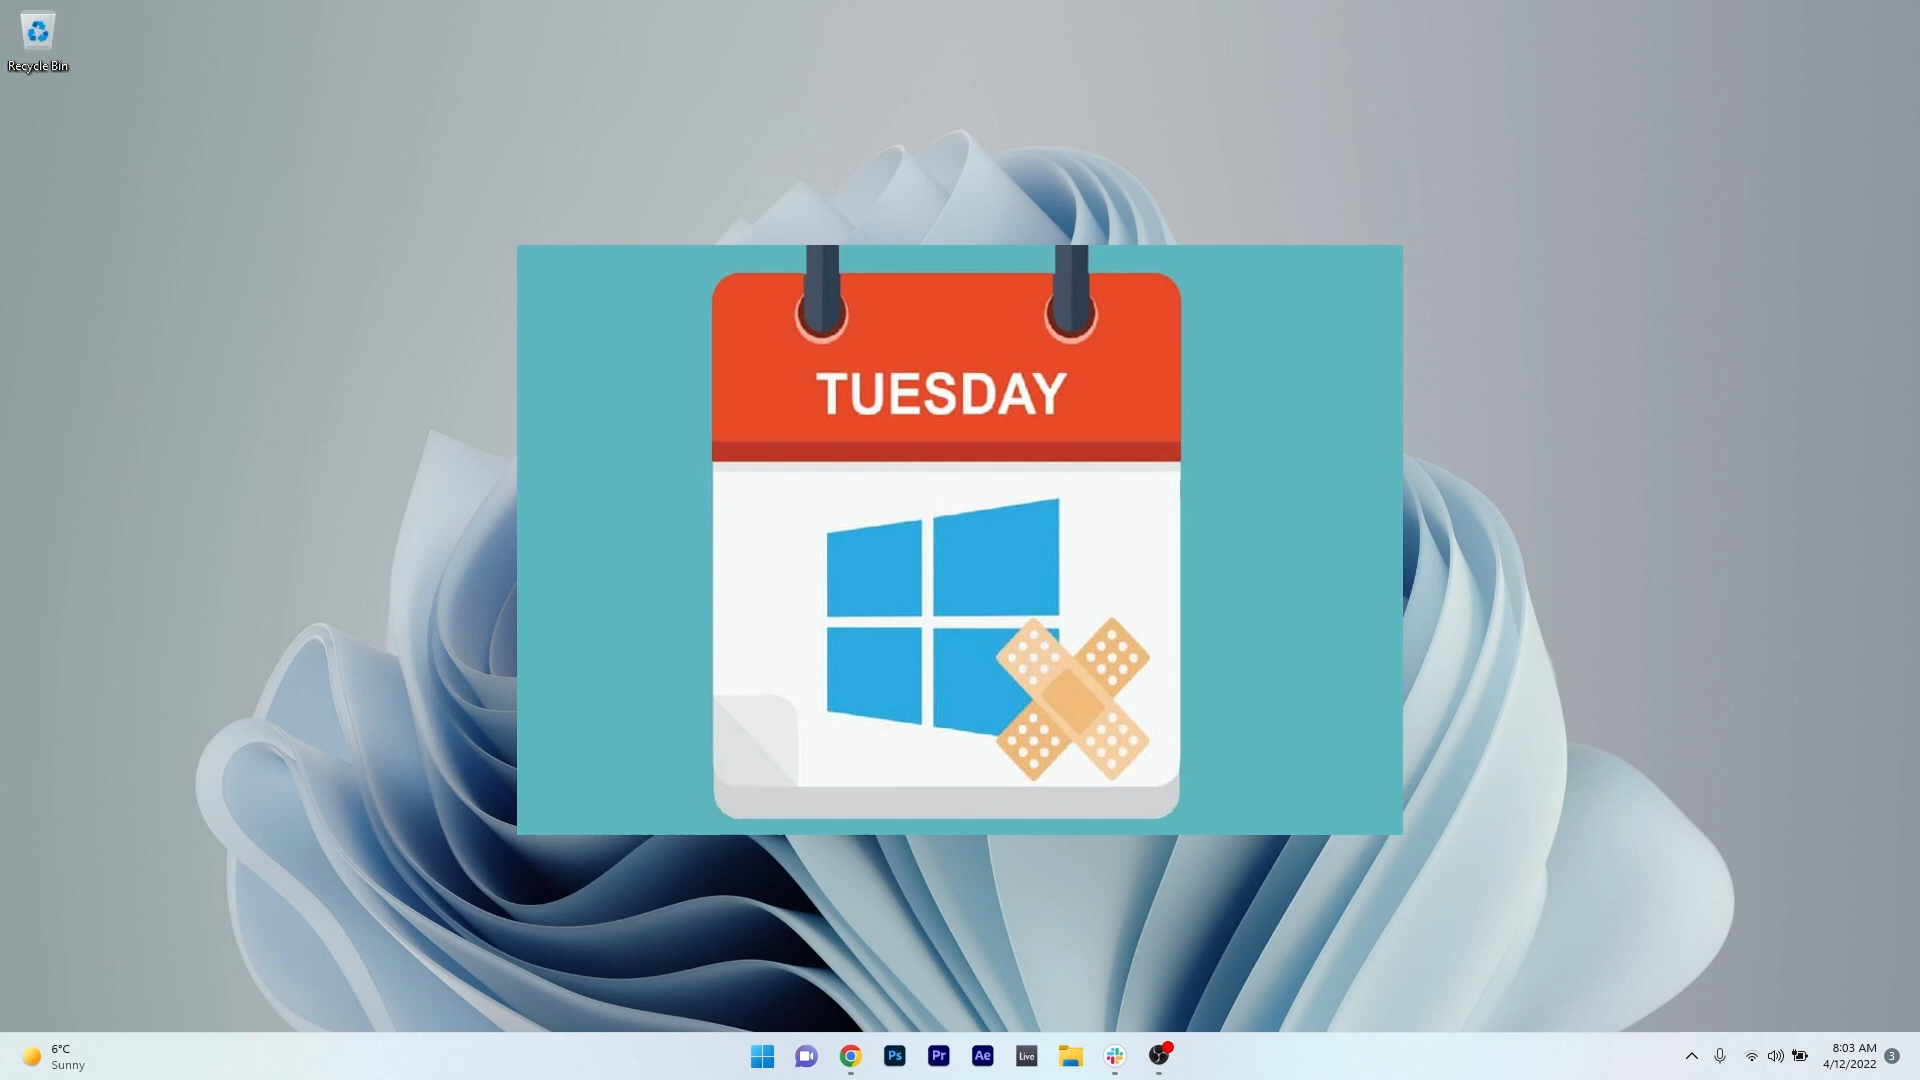 Recycle Bin
TUESDAY
6°C
Sunny
Ps
Pr
Ae
Live
8:03 AM
4/12/2022
3